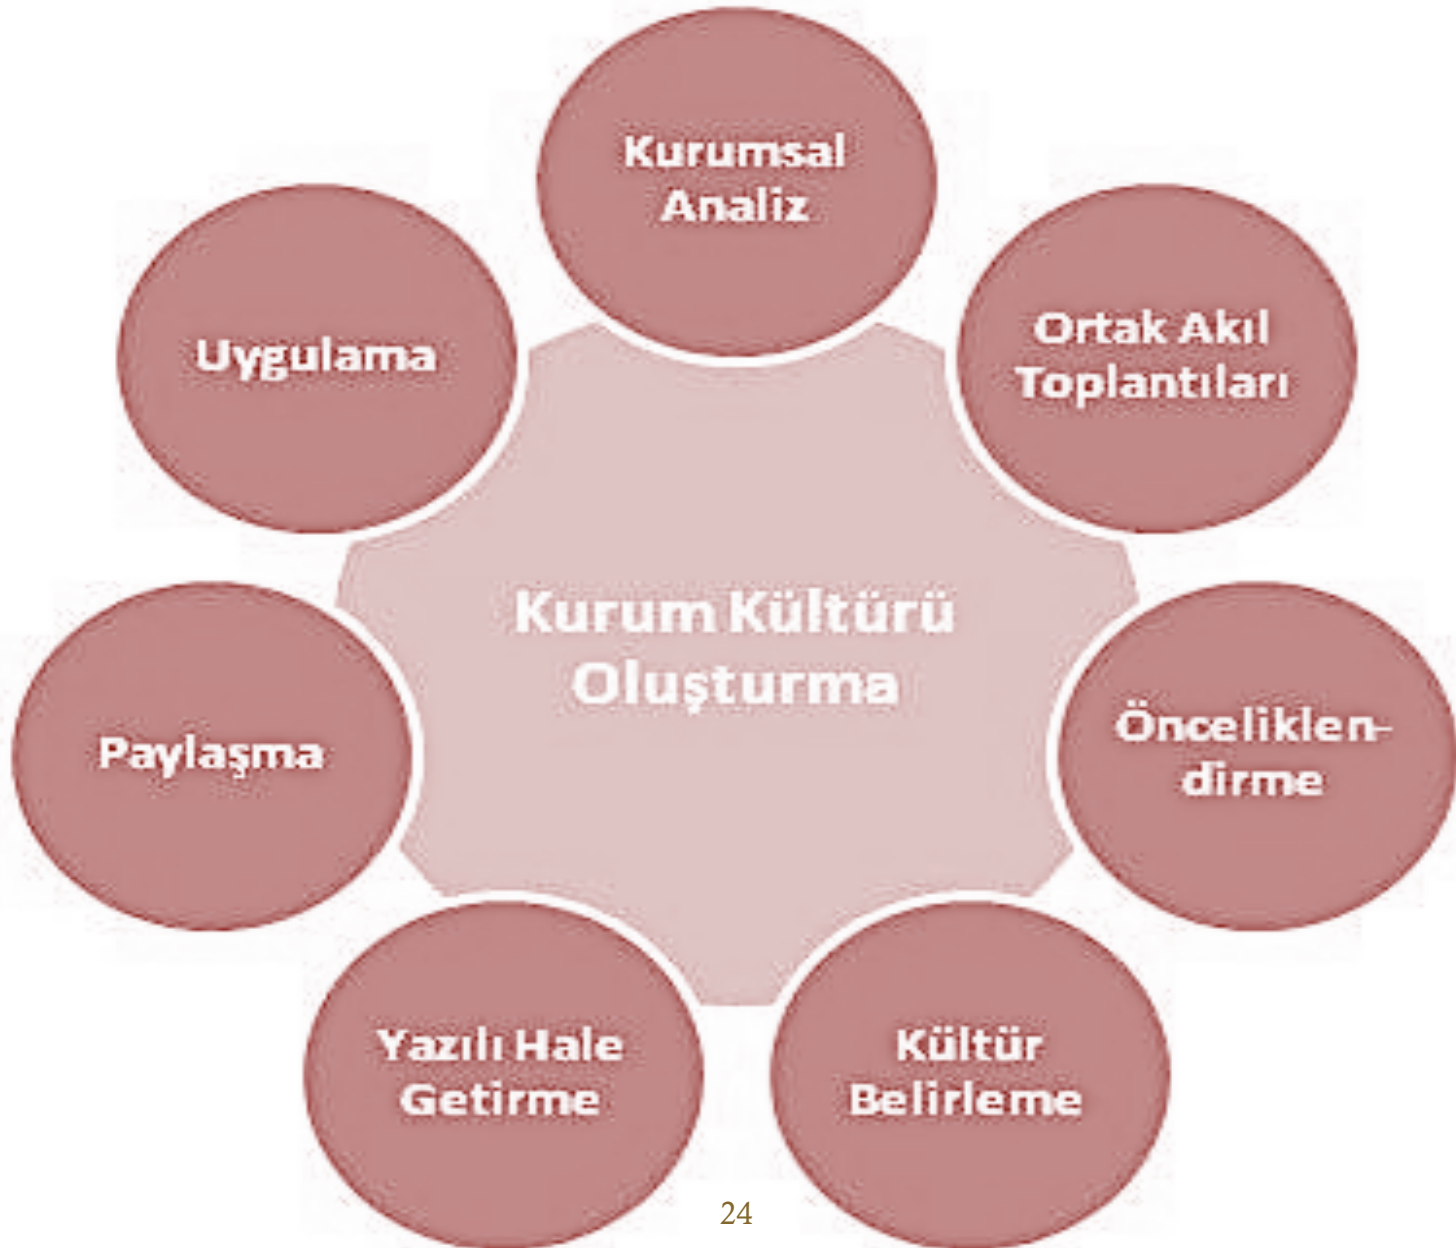 Kurumsal
Analiz
Ortak Akıl
Toplantıları
Önceliklen-
dirme
Kültür
Belirleme
Yazılı Hale
Getirme
Paylaşma
Uygulama
Kurum Kültürü
Oluşturma
24